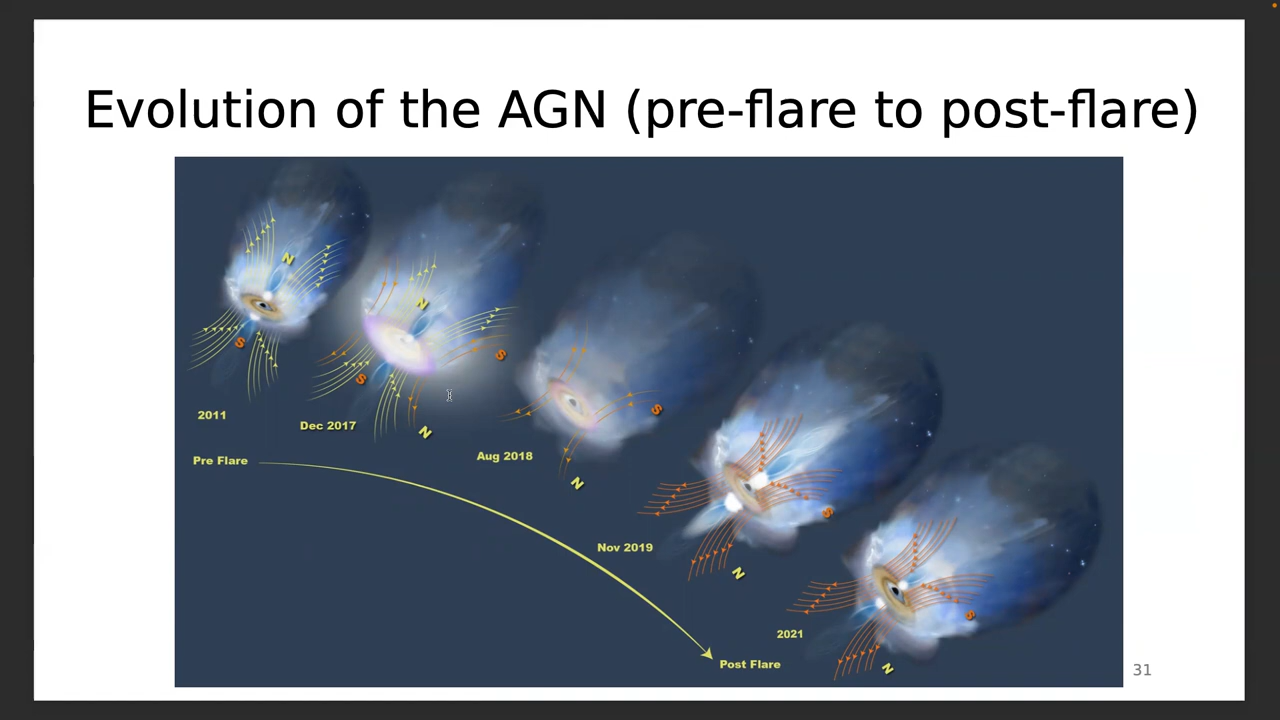 Evolution of the AGN (pre-flare to post-flare)
N
S
2011
Pre Flare
N
S
S
Dec 2017
N
S
Aug 2018
N
S
Nov 2019
N
S
2021
N
Post Flare
31